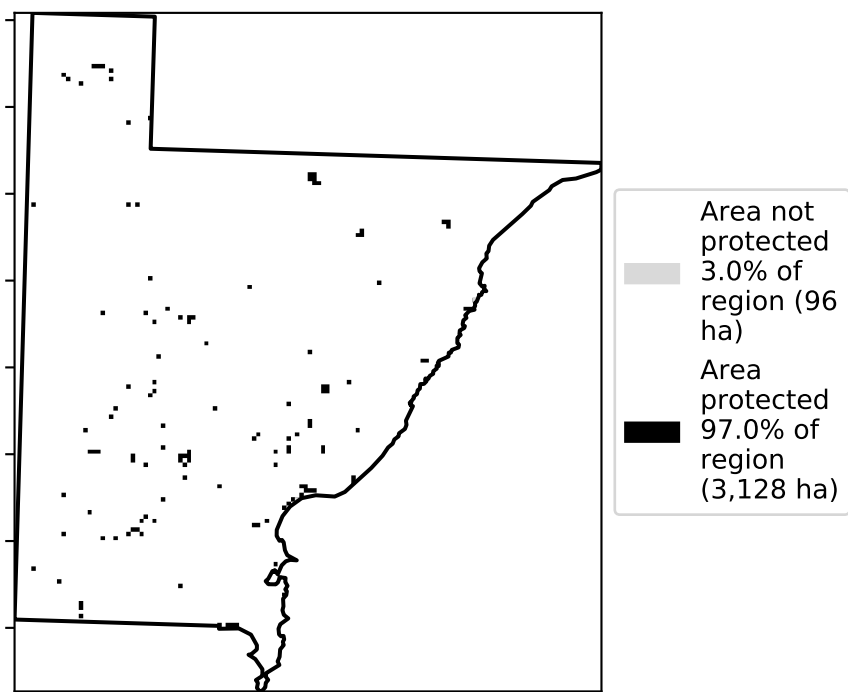 Area not
protected
3.0% of
region (96
ha)
Area
protected
97.0% of
region
(3,128 ha)